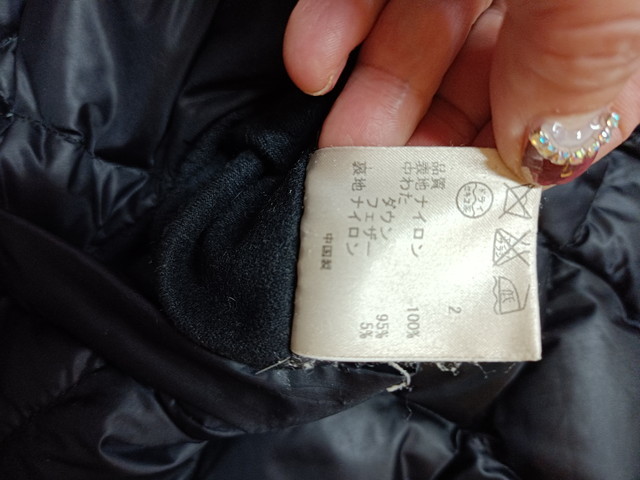 2
品質
表地 ナイロン 100%
中わた ダウン 95%
フェザー 5%
裏地 ナイロン
中国製